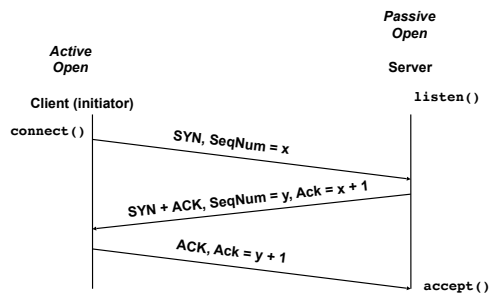 Passive
Open
Active
Open
Server
Client (initiator)
listen()
connect()
SYN, SeqNum = x
SYN + ACK, SeqNum = y, Ack = x + 1
ACK, Ack = y + 1
accept()